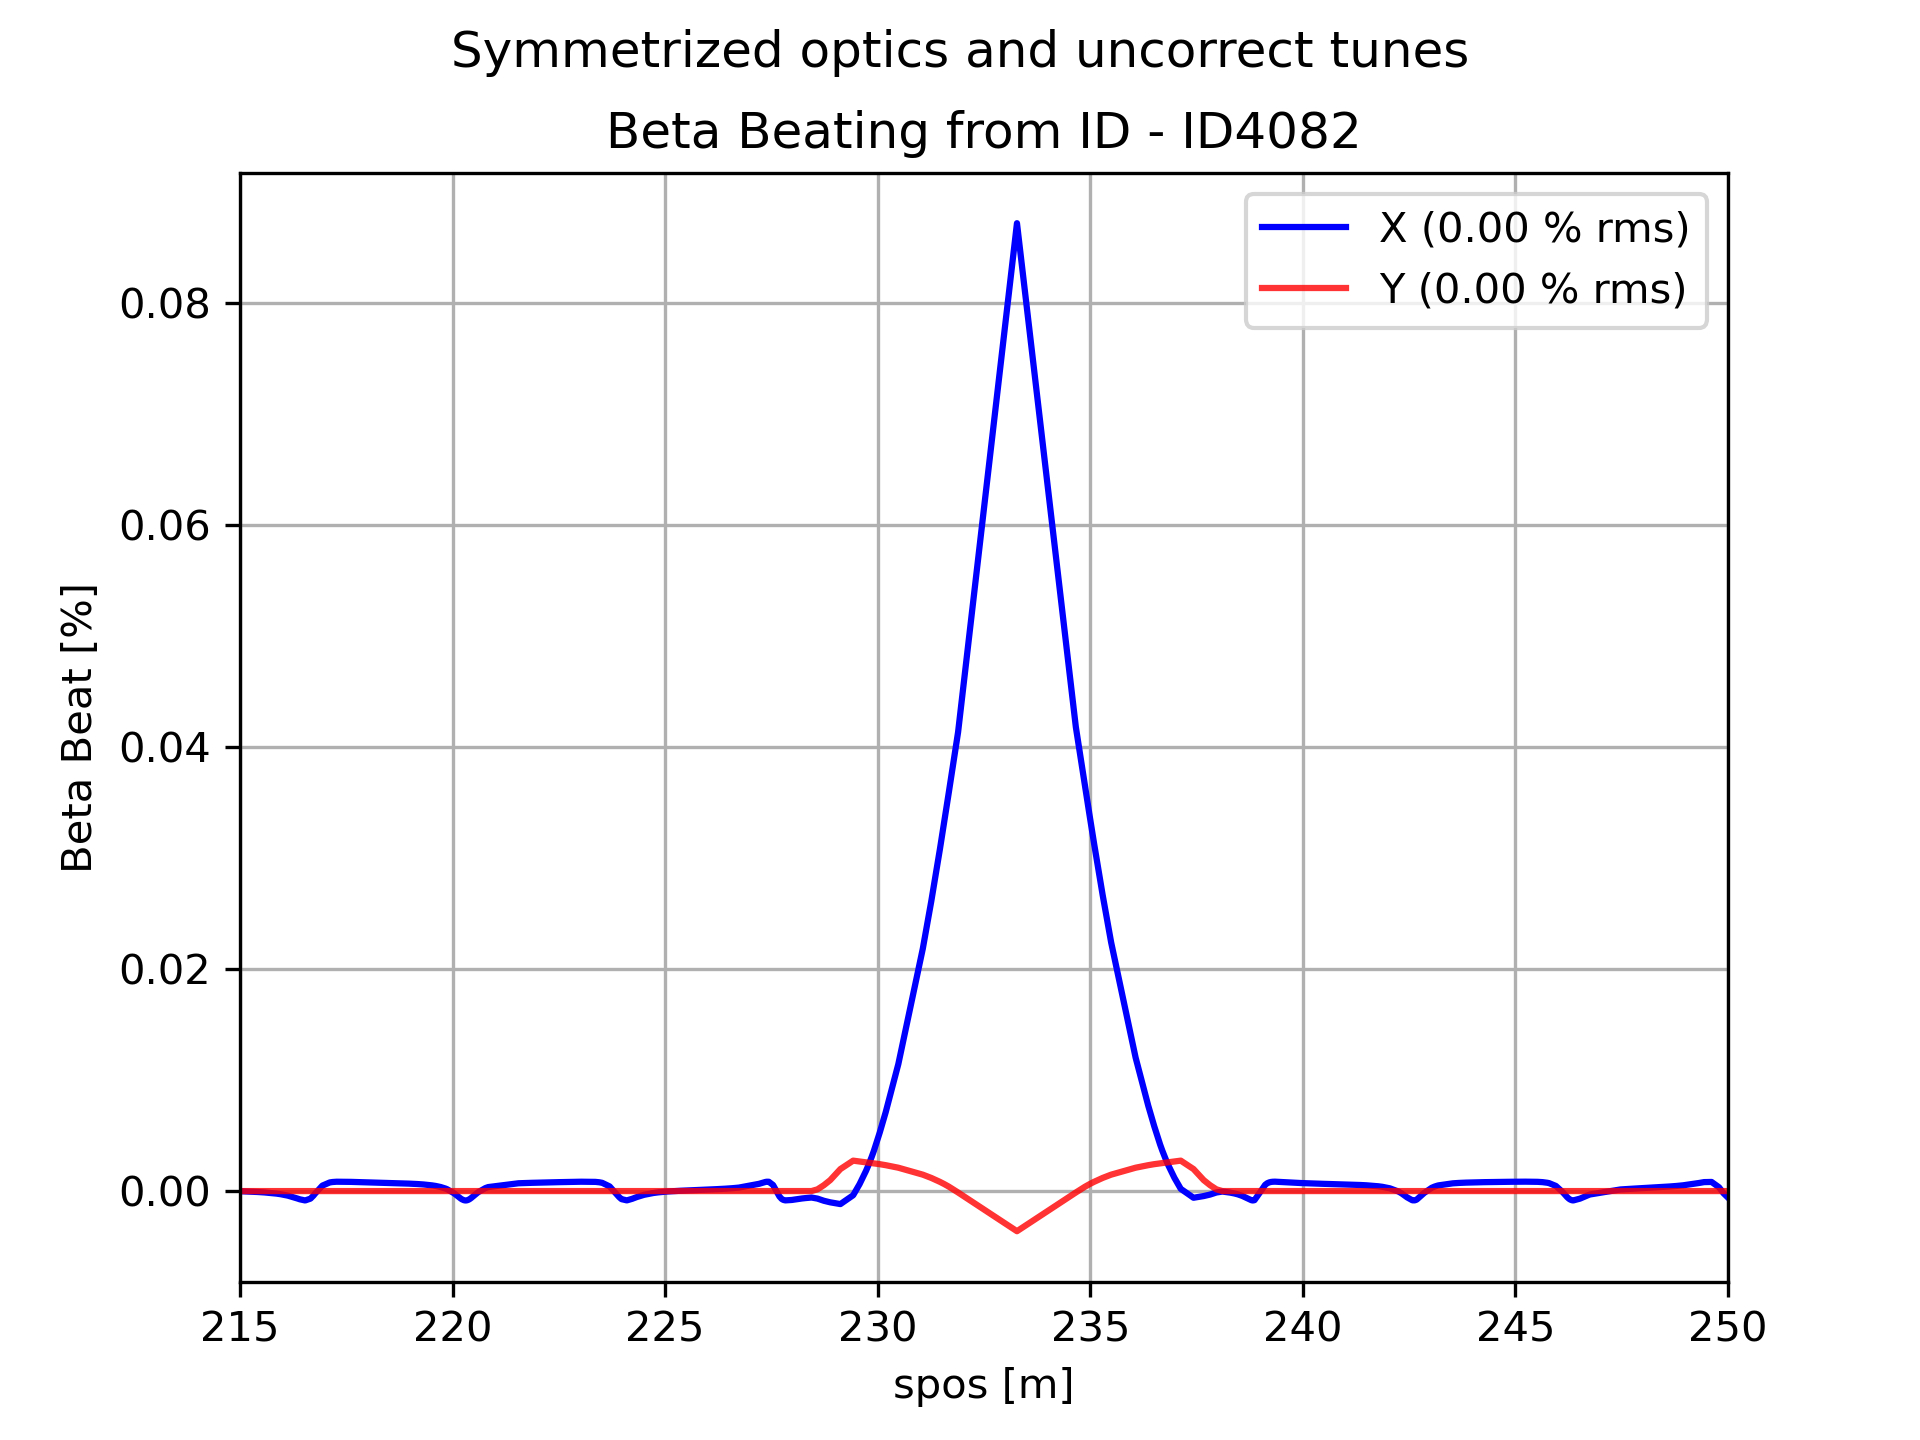 Symmetrized optics and uncorrect tunes
Beta Beating from ID - ID4082
X (0.00 % rms)
Y (0.00 % rms)
Beta Beat [%]
0.08
0.06
0.04
0.02
0.00
215 220 225 230 235 240 245 250
spos [m]